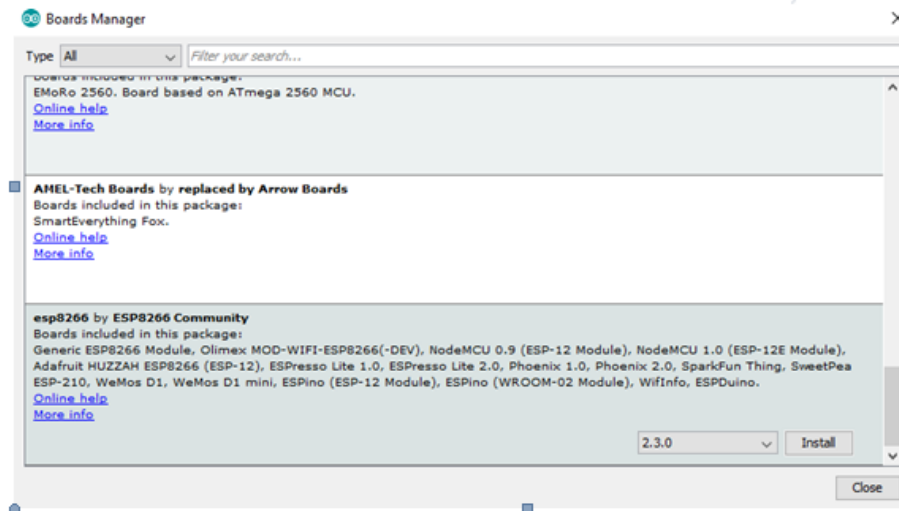 Boards Manager
Type All Filter your search...
Boards included in this package:
EMoRo 2560. Board based on ATmega 2560 MCU.
Online help
More info
AMEL-Tech Boards by replaced by Arrow Boards
Boards included in this package:
SmartEverything Fox.
Online help
More info
esp8266 by ESP8266 Community
Boards included in this package:
Generic ESP8266 Module, Olimex MOD-WIFI-ESP8266(-DEV), NodeMCU 0.9 (ESP-12 Module), NodeMCU 1.0 (ESP-12E Module),
Adafruit HUZZAH ESP8266 (ESP-12), ESPresso Lite 1.0, ESPresso Lite 2.0, Phoenix 1.0, Phoenix 2.0, SparkFun Thing, SweetPea
ESP-210, WeMos D1, WeMos D1 mini, ESPino (ESP-12 Module), ESPino (WROOM-02 Module), WifInfo, ESPDuino.
Online help
More info
2.3.0 Install
Close